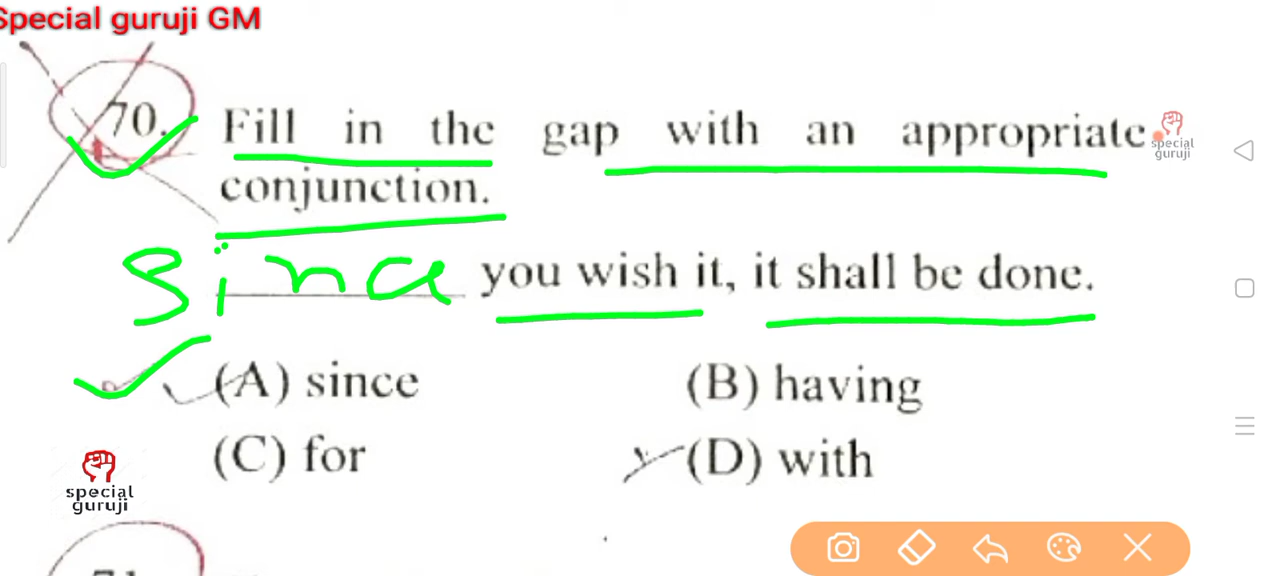 Special guruji GM
70. Fill in the gap with an appropriate
special
guruji
conjunction.
Since you wish it, it shall be done.
(A) since (B) having
(C) for (D) with
special
guruji